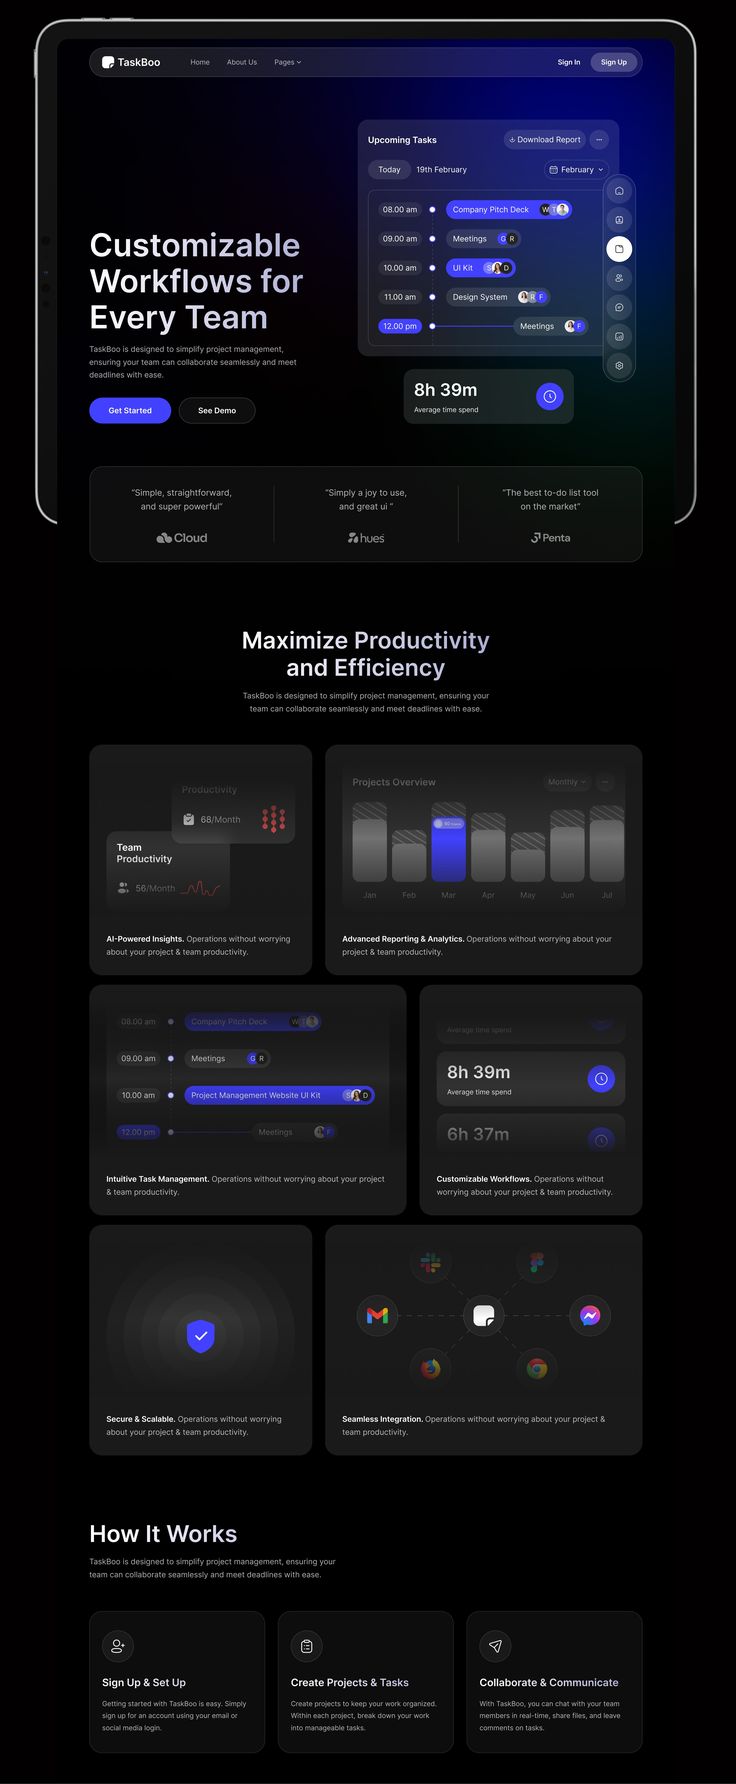 TaskBoo
Home
About Us
Pages
Sign In
Sign Up
Upcoming Tasks
Download Report
Today
19th February
February
08.00 am
Company Pitch Deck
W
T
09.00 am
Meetings
G
R
10.00 am
UI Kit
S
D
11.00 am
Design System
R
F
12.00 pm
Meetings
F
Customizable
Workflows for
Every Team
TaskBoo is designed to simplify project management,
ensuring your team can collaborate seamlessly and meet
deadlines with ease.
Get Started
See Demo
8h 39m
Average time spend
“Simple, straightforward,
and super powerful”
Cloud
“Simply a joy to use,
and great ui ”
hues
“The best to-do list tool
on the market”
Penta
Maximize Productivity
and Efficiency
TaskBoo is designed to simplify project management, ensuring your
team can collaborate seamlessly and meet deadlines with ease.
Productivity
68/Month
Team
Productivity
56/Month
AI-Powered Insights. Operations without worrying
about your project & team productivity.
Projects Overview
Monthly
Jan
Feb
Mar
Apr
May
Jun
Jul
Advanced Reporting & Analytics. Operations without worrying about your
project & team productivity.
08.00 am
Company Pitch Deck
W
T
09.00 am
Meetings
G
R
10.00 am
Project Management Website UI Kit
S
D
12.00 pm
Meetings
F
Intuitive Task Management. Operations without worrying about your project
& team productivity.
Average time spend
8h 39m
Average time spend
6h 37m
Customizable Workflows. Operations without
worrying about your project & team productivity.
Secure & Scalable. Operations without worrying
about your project & team productivity.
Seamless Integration. Operations without worrying about your project &
team productivity.
How It Works
TaskBoo is designed to simplify project management, ensuring your
team can collaborate seamlessly and meet deadlines with ease.
Sign Up & Set Up
Getting started with TaskBoo is easy. Simply
sign up for an account using your email or
social media login.
Create Projects & Tasks
Create projects to keep your work organized.
Within each project, break down your work
into manageable tasks.
Collaborate & Communicate
With TaskBoo, you can chat with your team
members in real-time, share files, and leave
comments on tasks.